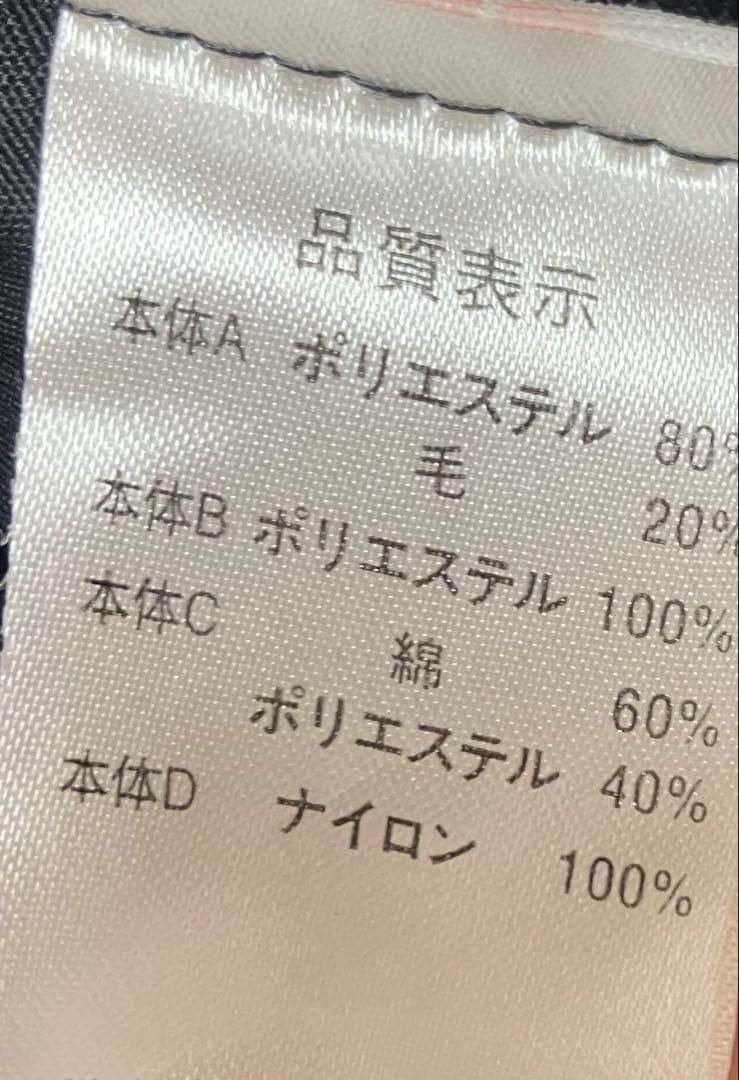 品質表示
本体A ポリエステル 80%
毛 20%
本体B ポリエステル 100%
本体C 綿 60%
ポリエステル 40%
本体D ナイロン 100%